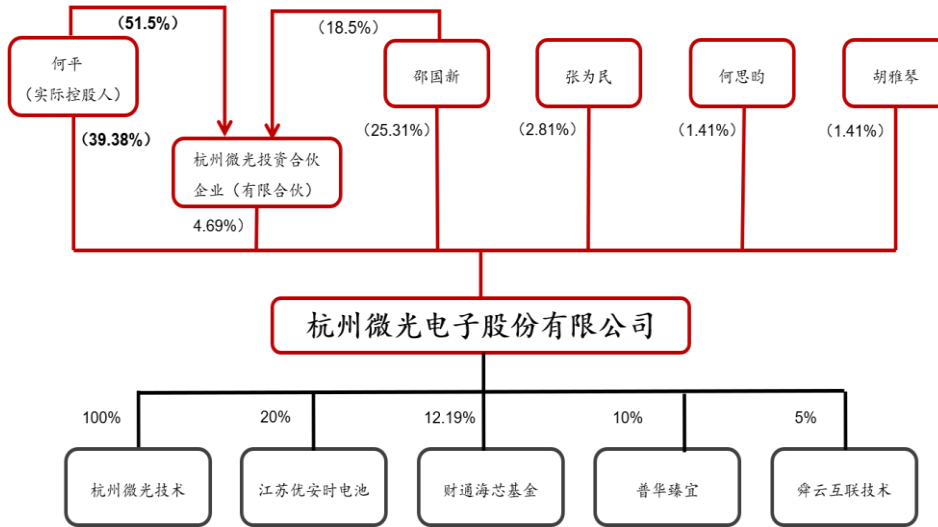 （51.5%）
（18.5%）
何平
（实际控股人）
邵国新
张为民
何思昀
胡雅琴
（39.38%）
杭州微光投资合伙
企业（有限合伙）
（25.31%）
（2.81%）
（1.41%）
（1.41%）
4.69%）
杭州微光电子股份有限公司
100%
20%
12.19%
10%
5%
杭州微光技术
江苏优安时电池
财通海芯基金
普华臻宜
舜云互联技术